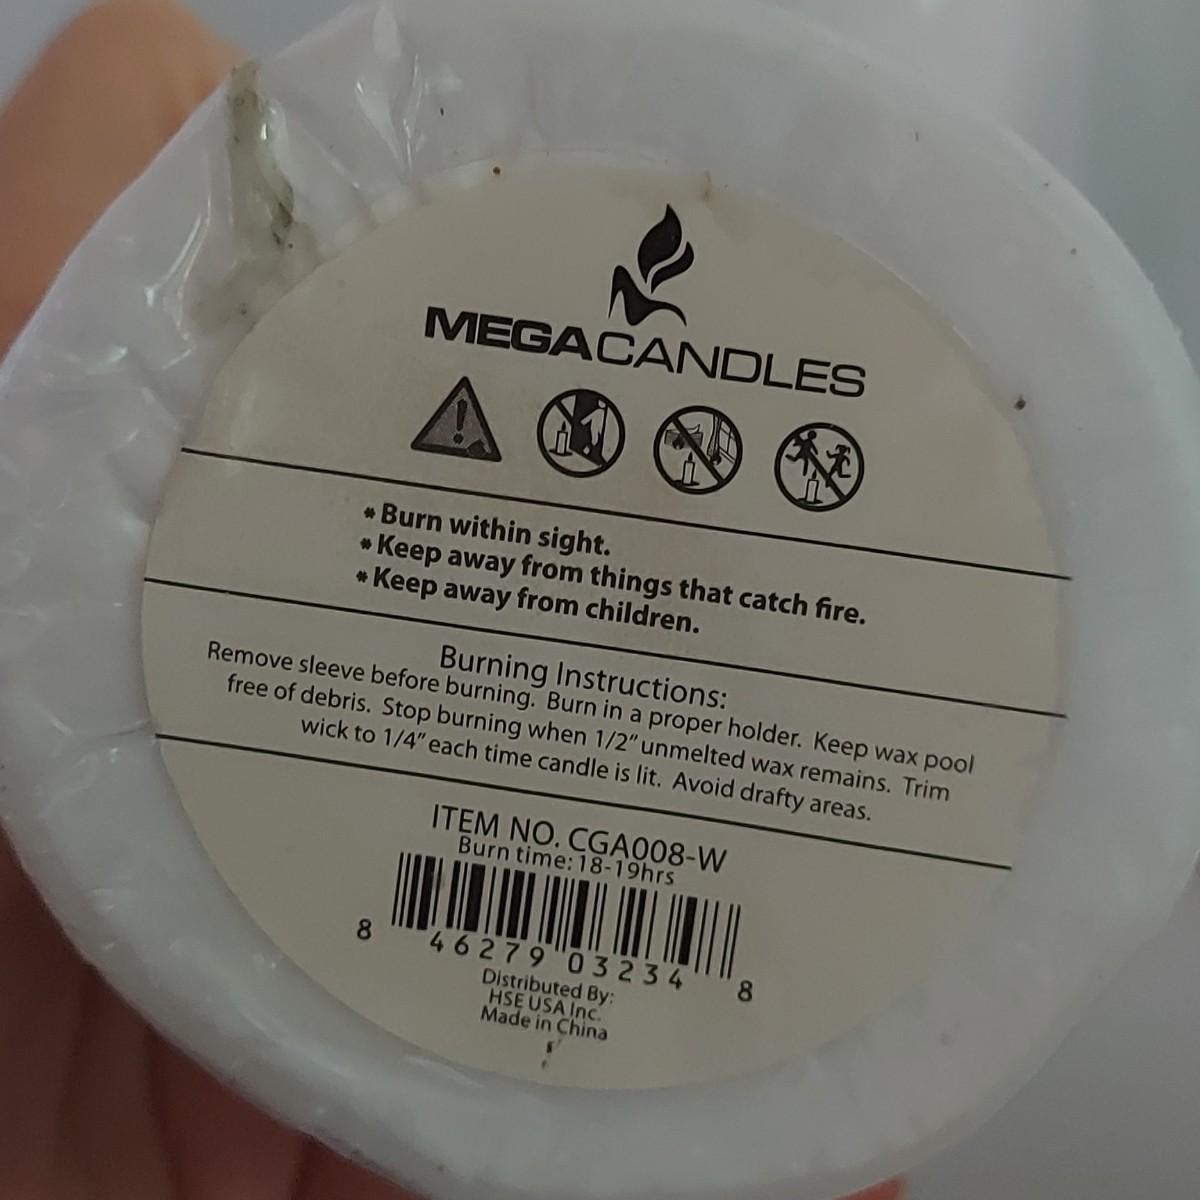 MEGACANDLES
* Burn within sight.
* Keep away from things that catch fire.
* Keep away from children.
Burning Instructions:
Remove sleeve before burning. Burn in a proper holder. Keep wax pool
free of debris. Stop burning when 1/2" unmelted wax remains. Trim
wick to 1/4" each time candle is lit. Avoid drafty areas.
ITEM NO. CGA008-W
Burn time: 18-19hrs
8 46279 03234 8
Distributed By:
HSE USA Inc.
Made in China